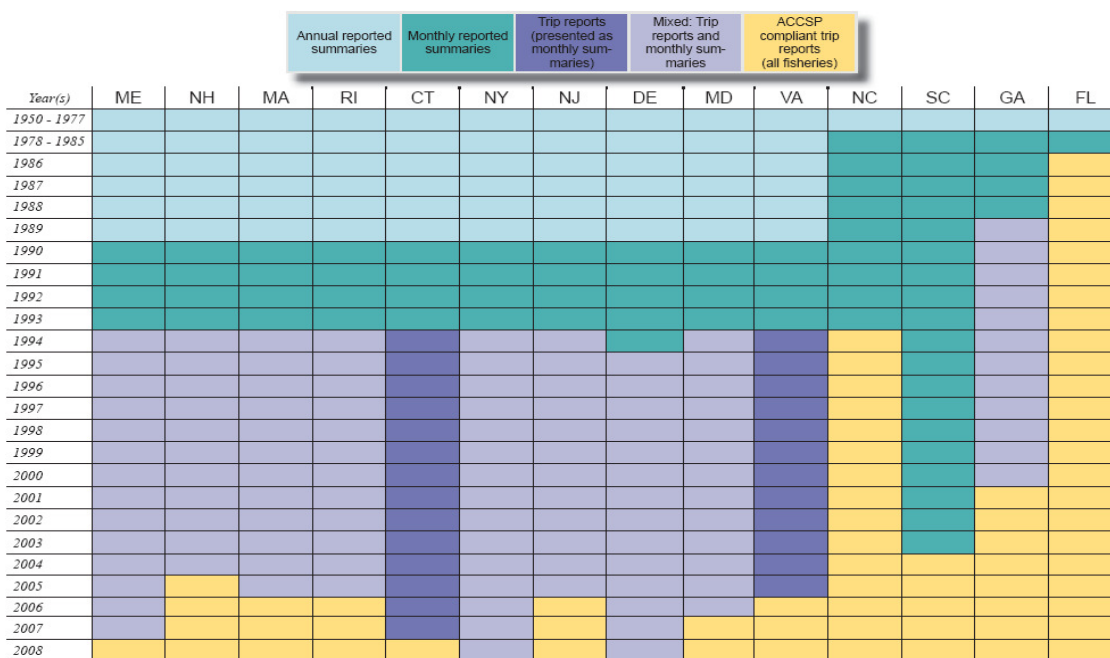 Annual reported
summaries
Monthly reported
summaries
Trip reports
(presented as
monthly sum-
maries)
Mixed: Trip
reports and
monthly sum-
maries
ACCSP
compliant trip
reports
(all fisheries)
Year(s) ME NH MA RI CT NY NJ DE MD VA NC SC GA FL
1950 - 1977
1978 - 1985
1986
1987
1988
1989
1990
1991
1992
1993
1994
1995
1996
1997
1998
1999
2000
2001
2002
2003
2004
2005
2006
2007
2008